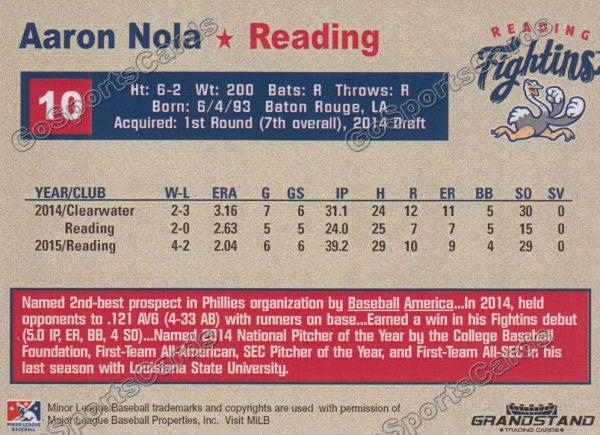 Aaron Nola ★ Reading
READING
Fightins
10
Ht: 6-2 Wt: 200 Bats: R Throws: R
Born: 6/4/93 Baton Rouge, LA
Acquired: 1st Round (7th overall), 2014 Draft
YEAR/CLUB W-L ERA G GS IP H R ER BB SO SV
2014/Clearwater 2-3 3.16 7 6 31.1 24 12 11 5 30 0
Reading 2-0 2.63 5 5 24.0 25 7 7 5 15 0
2015/Reading 4-2 2.04 6 6 39.2 29 10 9 4 29 0
Named 2nd-best prospect in Phillies organization by Baseball America...In 2014, held
opponents to .121 AVG (4-33 AB) with runners on base...Earned a win in his Fightins debut
(5.0 IP, ER, BB, 4 SO)...Named 2014 National Pitcher of the Year by the College Baseball
Foundation, First-Team All-American, SEC Pitcher of the Year, and First-Team All-SEC in his
last season with Louisiana State University.
MINOR LEAGUE
BASEBALL
Minor League Baseball trademarks and copyrights are used with permission of
Major League Baseball Properties, Inc. Visit MiLB
GRANDSTAND
TRADING CARDS
GoSportsCards